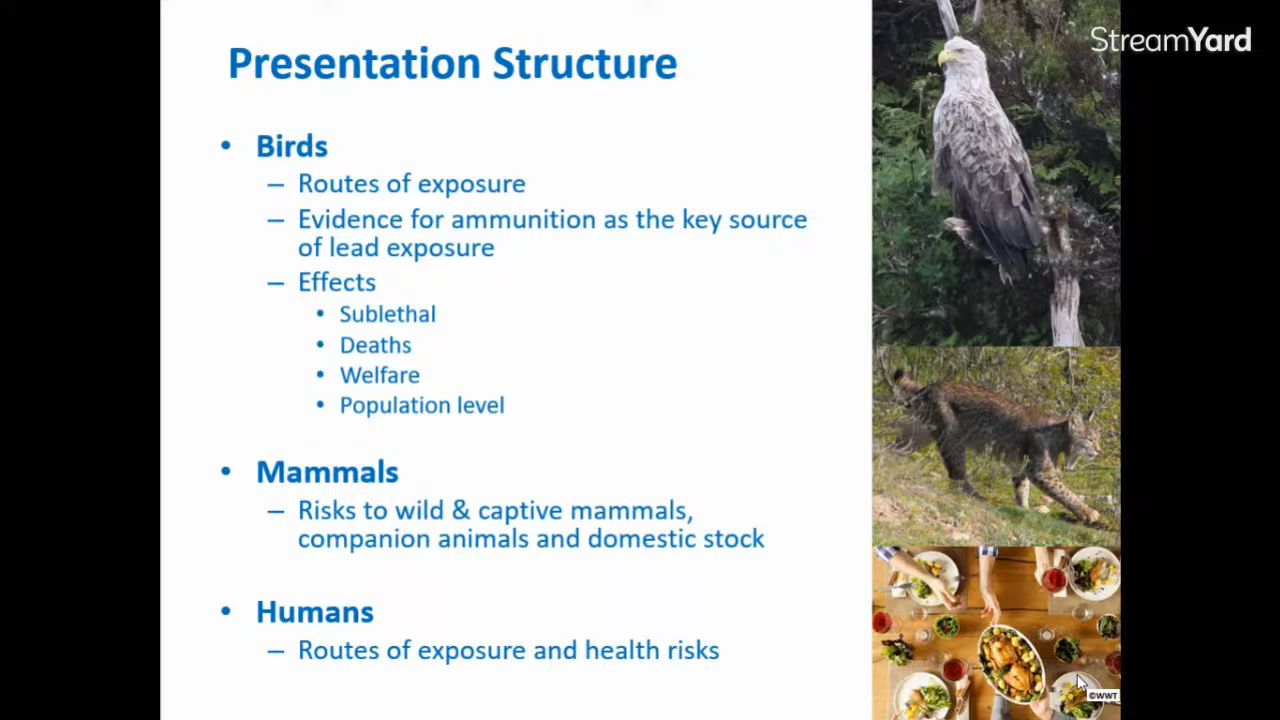 Presentation Structure
StreamYard
• Birds
– Routes of exposure
– Evidence for ammunition as the key source
of lead exposure
– Effects
• Sublethal
• Deaths
• Welfare
• Population level
• Mammals
– Risks to wild & captive mammals,
companion animals and domestic stock
• Humans
– Routes of exposure and health risks
©WWT